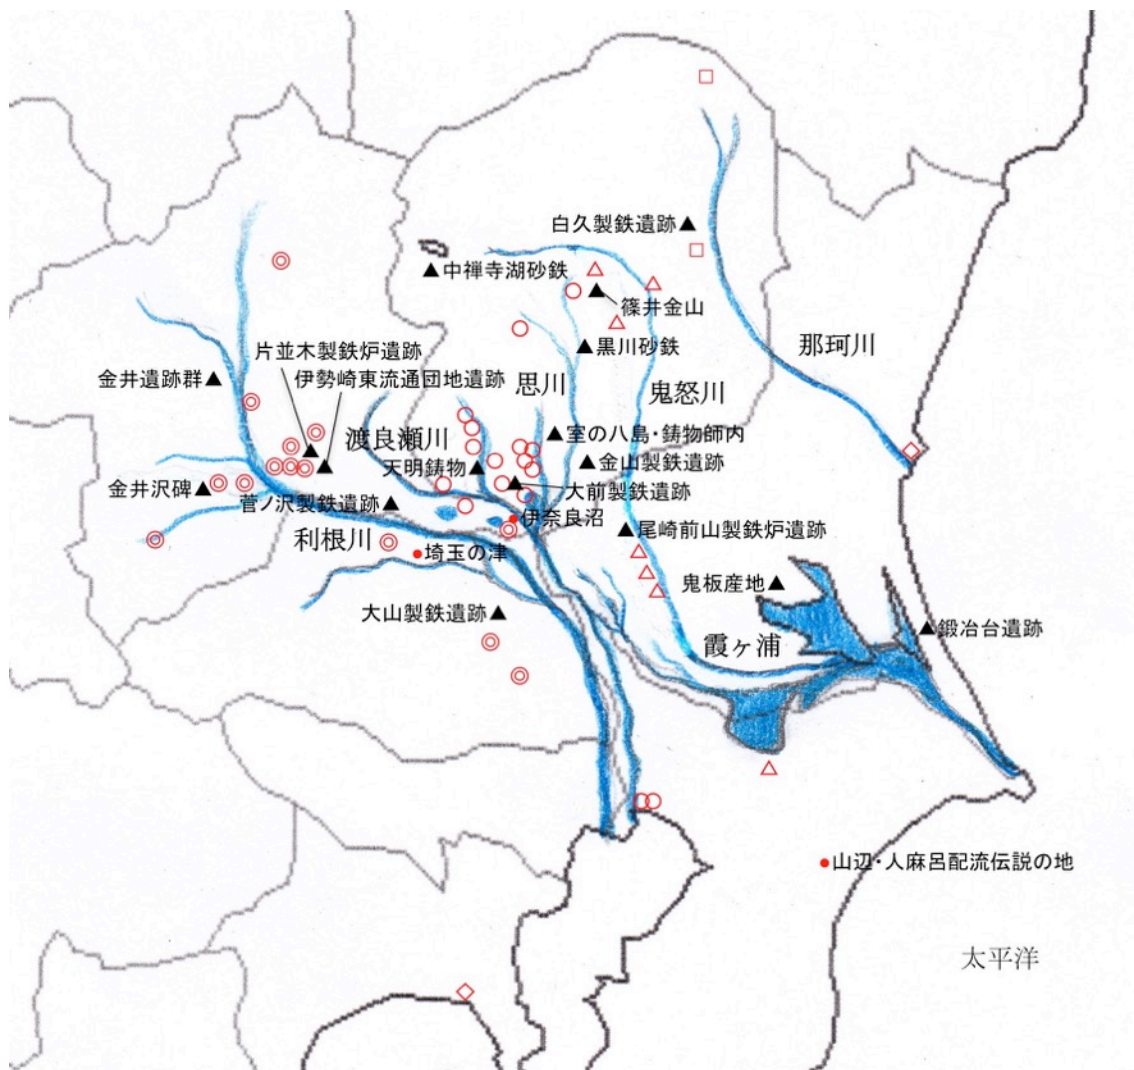 白久製鉄遺跡
中禅寺湖砂鉄
篠井金山
那珂川
黒川砂鉄
片並木製鉄炉遺跡
金井遺跡群
伊勢崎東流通団地遺跡
思川
鬼怒川
渡良瀬川
室の八島・鋳物師内
天明鋳物
金山製鉄遺跡
金井沢碑
大前製鉄遺跡
菅ノ沢製鉄遺跡
伊奈良沼
利根川
尾崎前山製鉄炉遺跡
埼玉の津
鬼板産地
大山製鉄遺跡
鍛冶台遺跡
霞ヶ浦
山辺・人麻呂配流伝説の地
太平洋